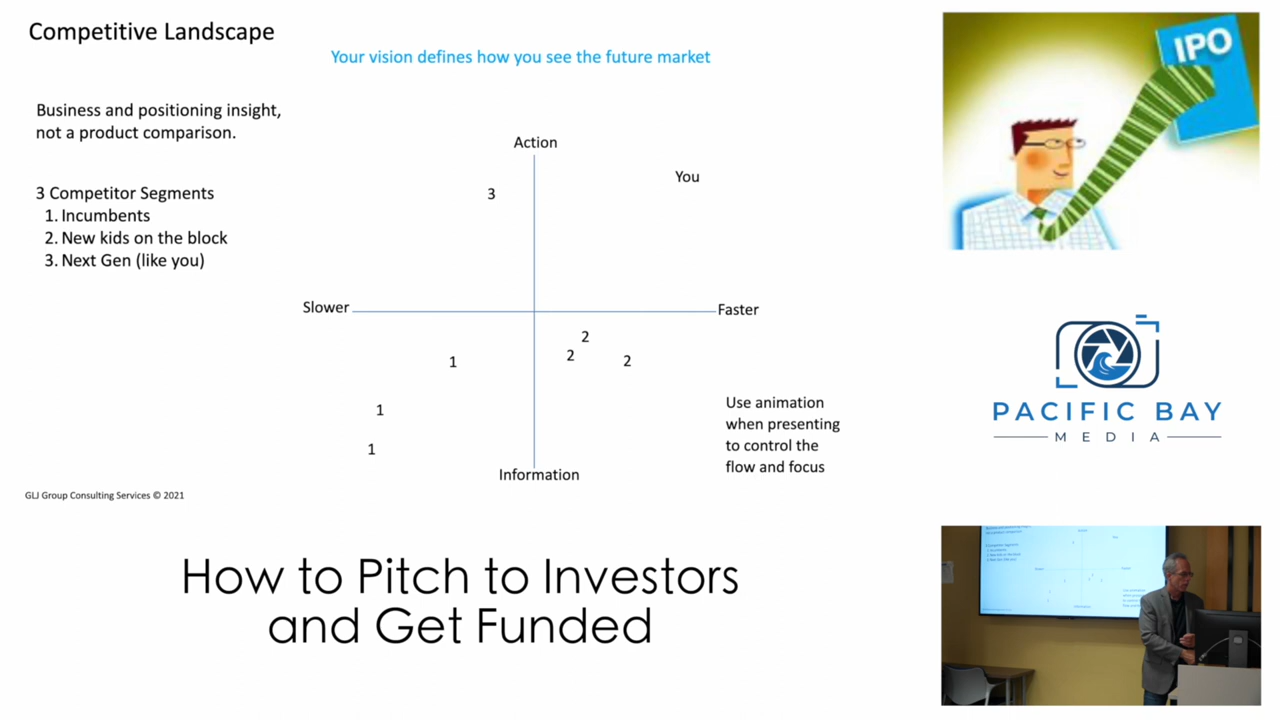 Competitive Landscape
Your vision defines how you see the future market
Business and positioning insight,
not a product comparison.
3 Competitor Segments
1. Incumbents
2. New kids on the block
3. Next Gen (like you)
Action
You
3
Slower
Faster
2
2
2
1
1
1
Information
Use animation
when presenting
to control the
flow and focus
GLJ Group Consulting Services © 2021
How to Pitch to Investors
and Get Funded
IPO
PACIFIC BAY
MEDIA